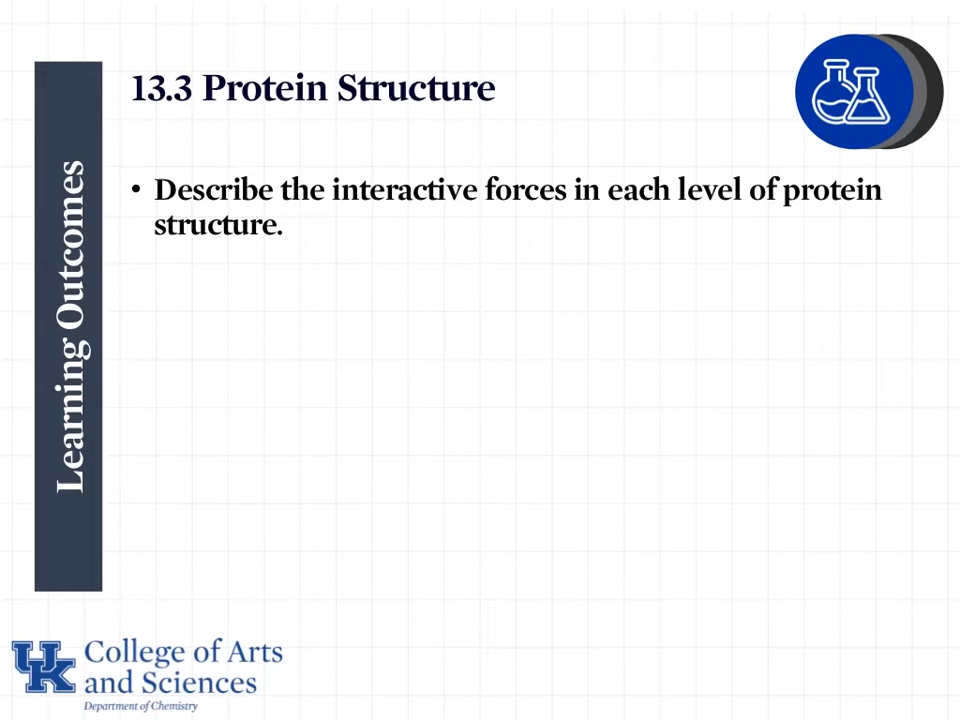 13.3 Protein Structure
Learning Outcomes
• Describe the interactive forces in each level of protein
structure.
UK
College of Arts
and Sciences
Department of Chemistry